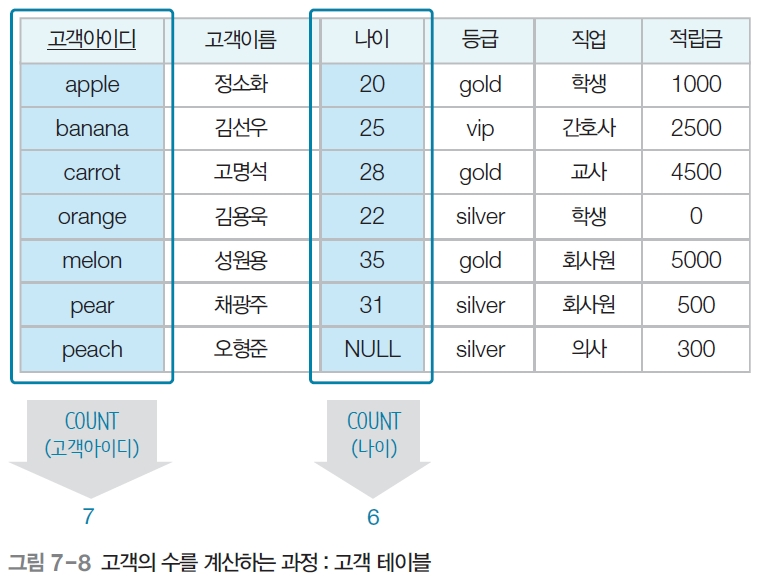 고객아이디 고객이름 나이 등급 직업 적립금
apple 정소화 20 gold 학생 1000
banana 김선우 25 vip 간호사 2500
carrot 고명석 28 gold 교사 4500
orange 김용욱 22 silver 학생 0
melon 성원용 35 gold 회사원 5000
pear 채광주 31 silver 회사원 500
peach 오형준 NULL silver 의사 300
COUNT
(고객아이디)
7
COUNT
(나이)
6
그림 7-8 고객의 수를 계산하는 과정 : 고객 테이블